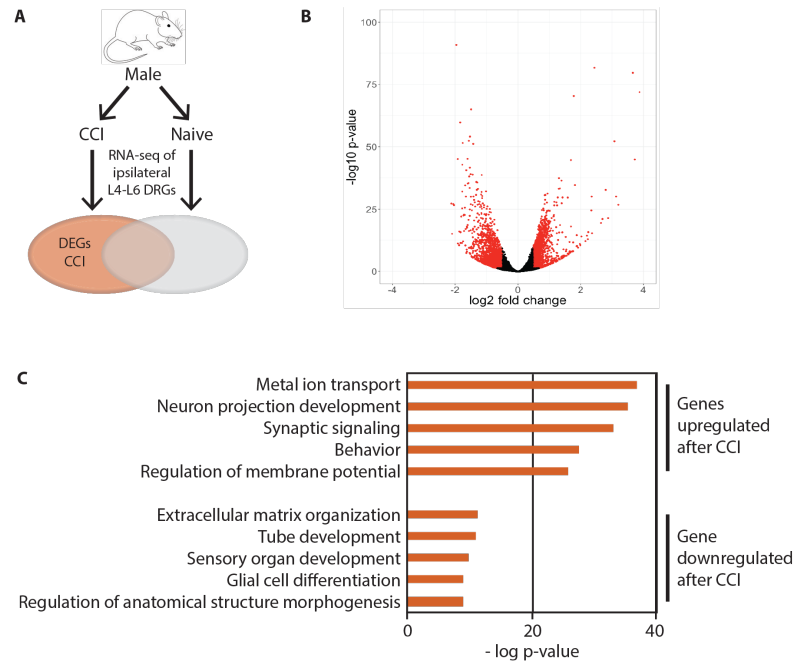 A
Male
CCI
Naive
RNA-seq of
ipsilateral
L4-L6 DRGs
DEGs
CCI
B
-log10 p-value
100
75
50
25
0
-4
-2
0
2
4
log2 fold change
C
Metal ion transport
Neuron projection development
Synaptic signaling
Behavior
Regulation of membrane potential
Genes
upregulated
after CCI
Extracellular matrix organization
Tube development
Sensory organ development
Glial cell differentiation
Regulation of anatomical structure morphogenesis
Gene
downregulated
after CCI
0
20
40
- log p-value